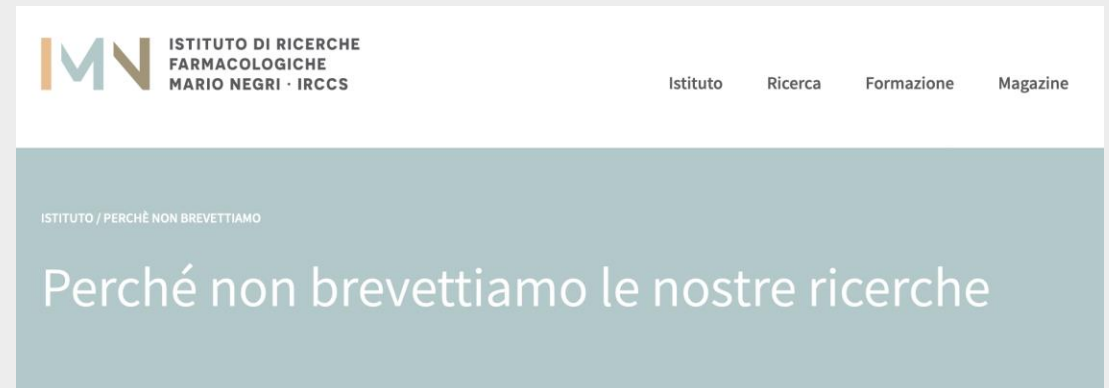 IMN
ISTITUTO DI RICERCHE
FARMACOLOGICHE
MARIO NEGRI · IRCCS
Istituto Ricerca Formazione Magazine
ISTITUTO / PERCHÈ NON BREVETTIAMO
Perché non brevettiamo le nostre ricerche